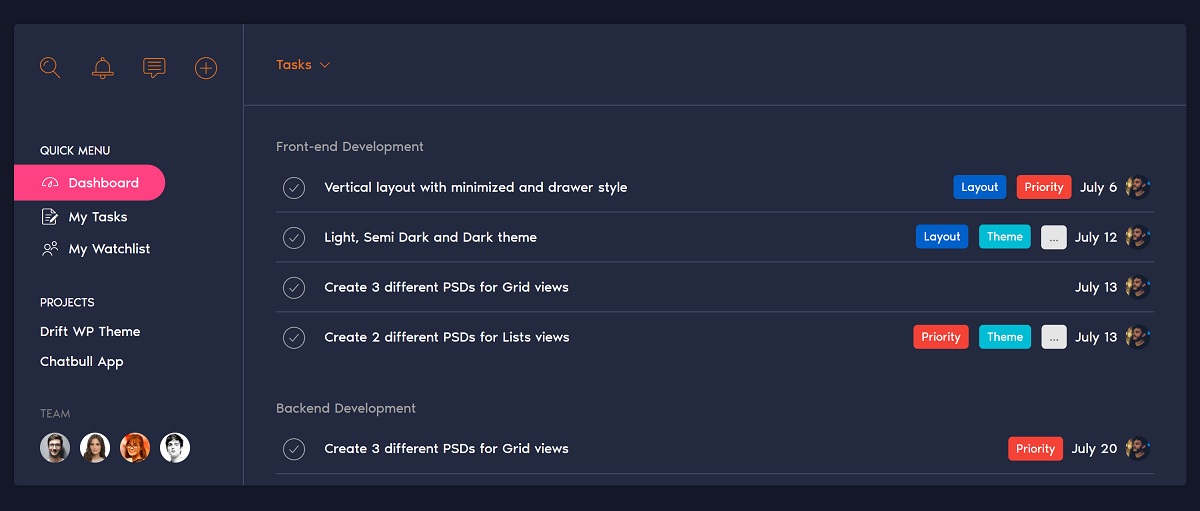 Tasks
QUICK MENU
Dashboard
My Tasks
My Watchlist
PROJECTS
Drift WP Theme
Chatbull App
TEAM
Front-end Development
Vertical layout with minimized and drawer style Layout Priority July 6
Light, Semi Dark and Dark theme Layout Theme ... July 12
Create 3 different PSDs for Grid views July 13
Create 2 different PSDs for Lists views Priority Theme ... July 13
Backend Development
Create 3 different PSDs for Grid views Priority July 20